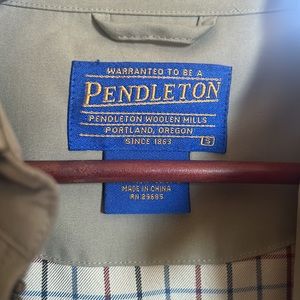 WARRANTED TO BE A
PENDLETON
PENDLETON WOOLEN MILLS
PORTLAND, OREGON
SINCE 1863 S
MADE IN CHINA
RN 29685